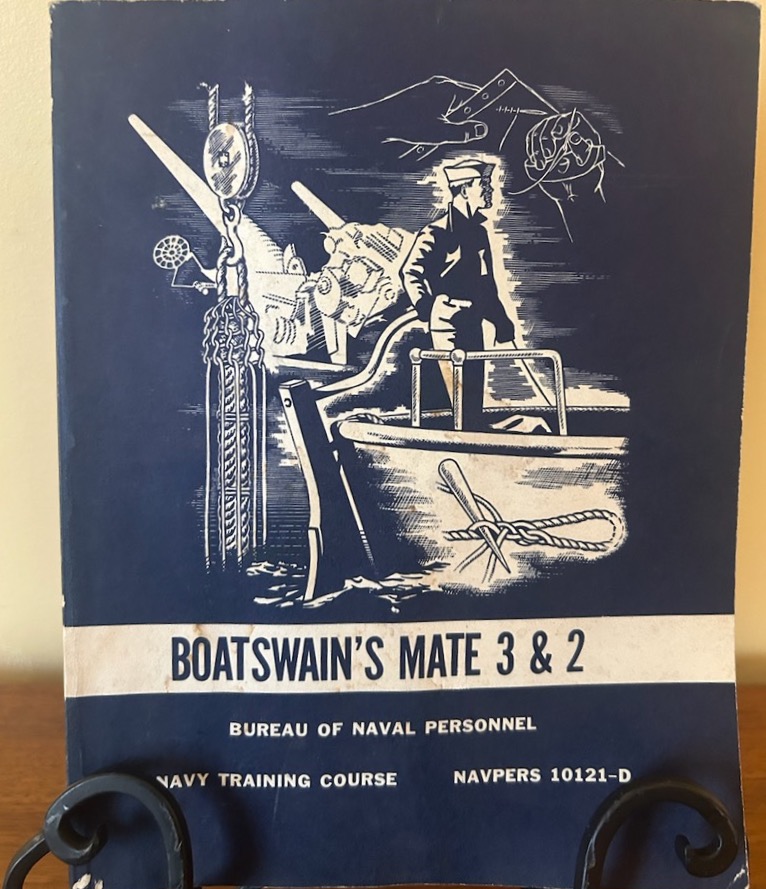 BOATSWAIN'S MATE 3 & 2
BUREAU OF NAVAL PERSONNEL
NAVY TRAINING COURSE NAVPERS 10121-D